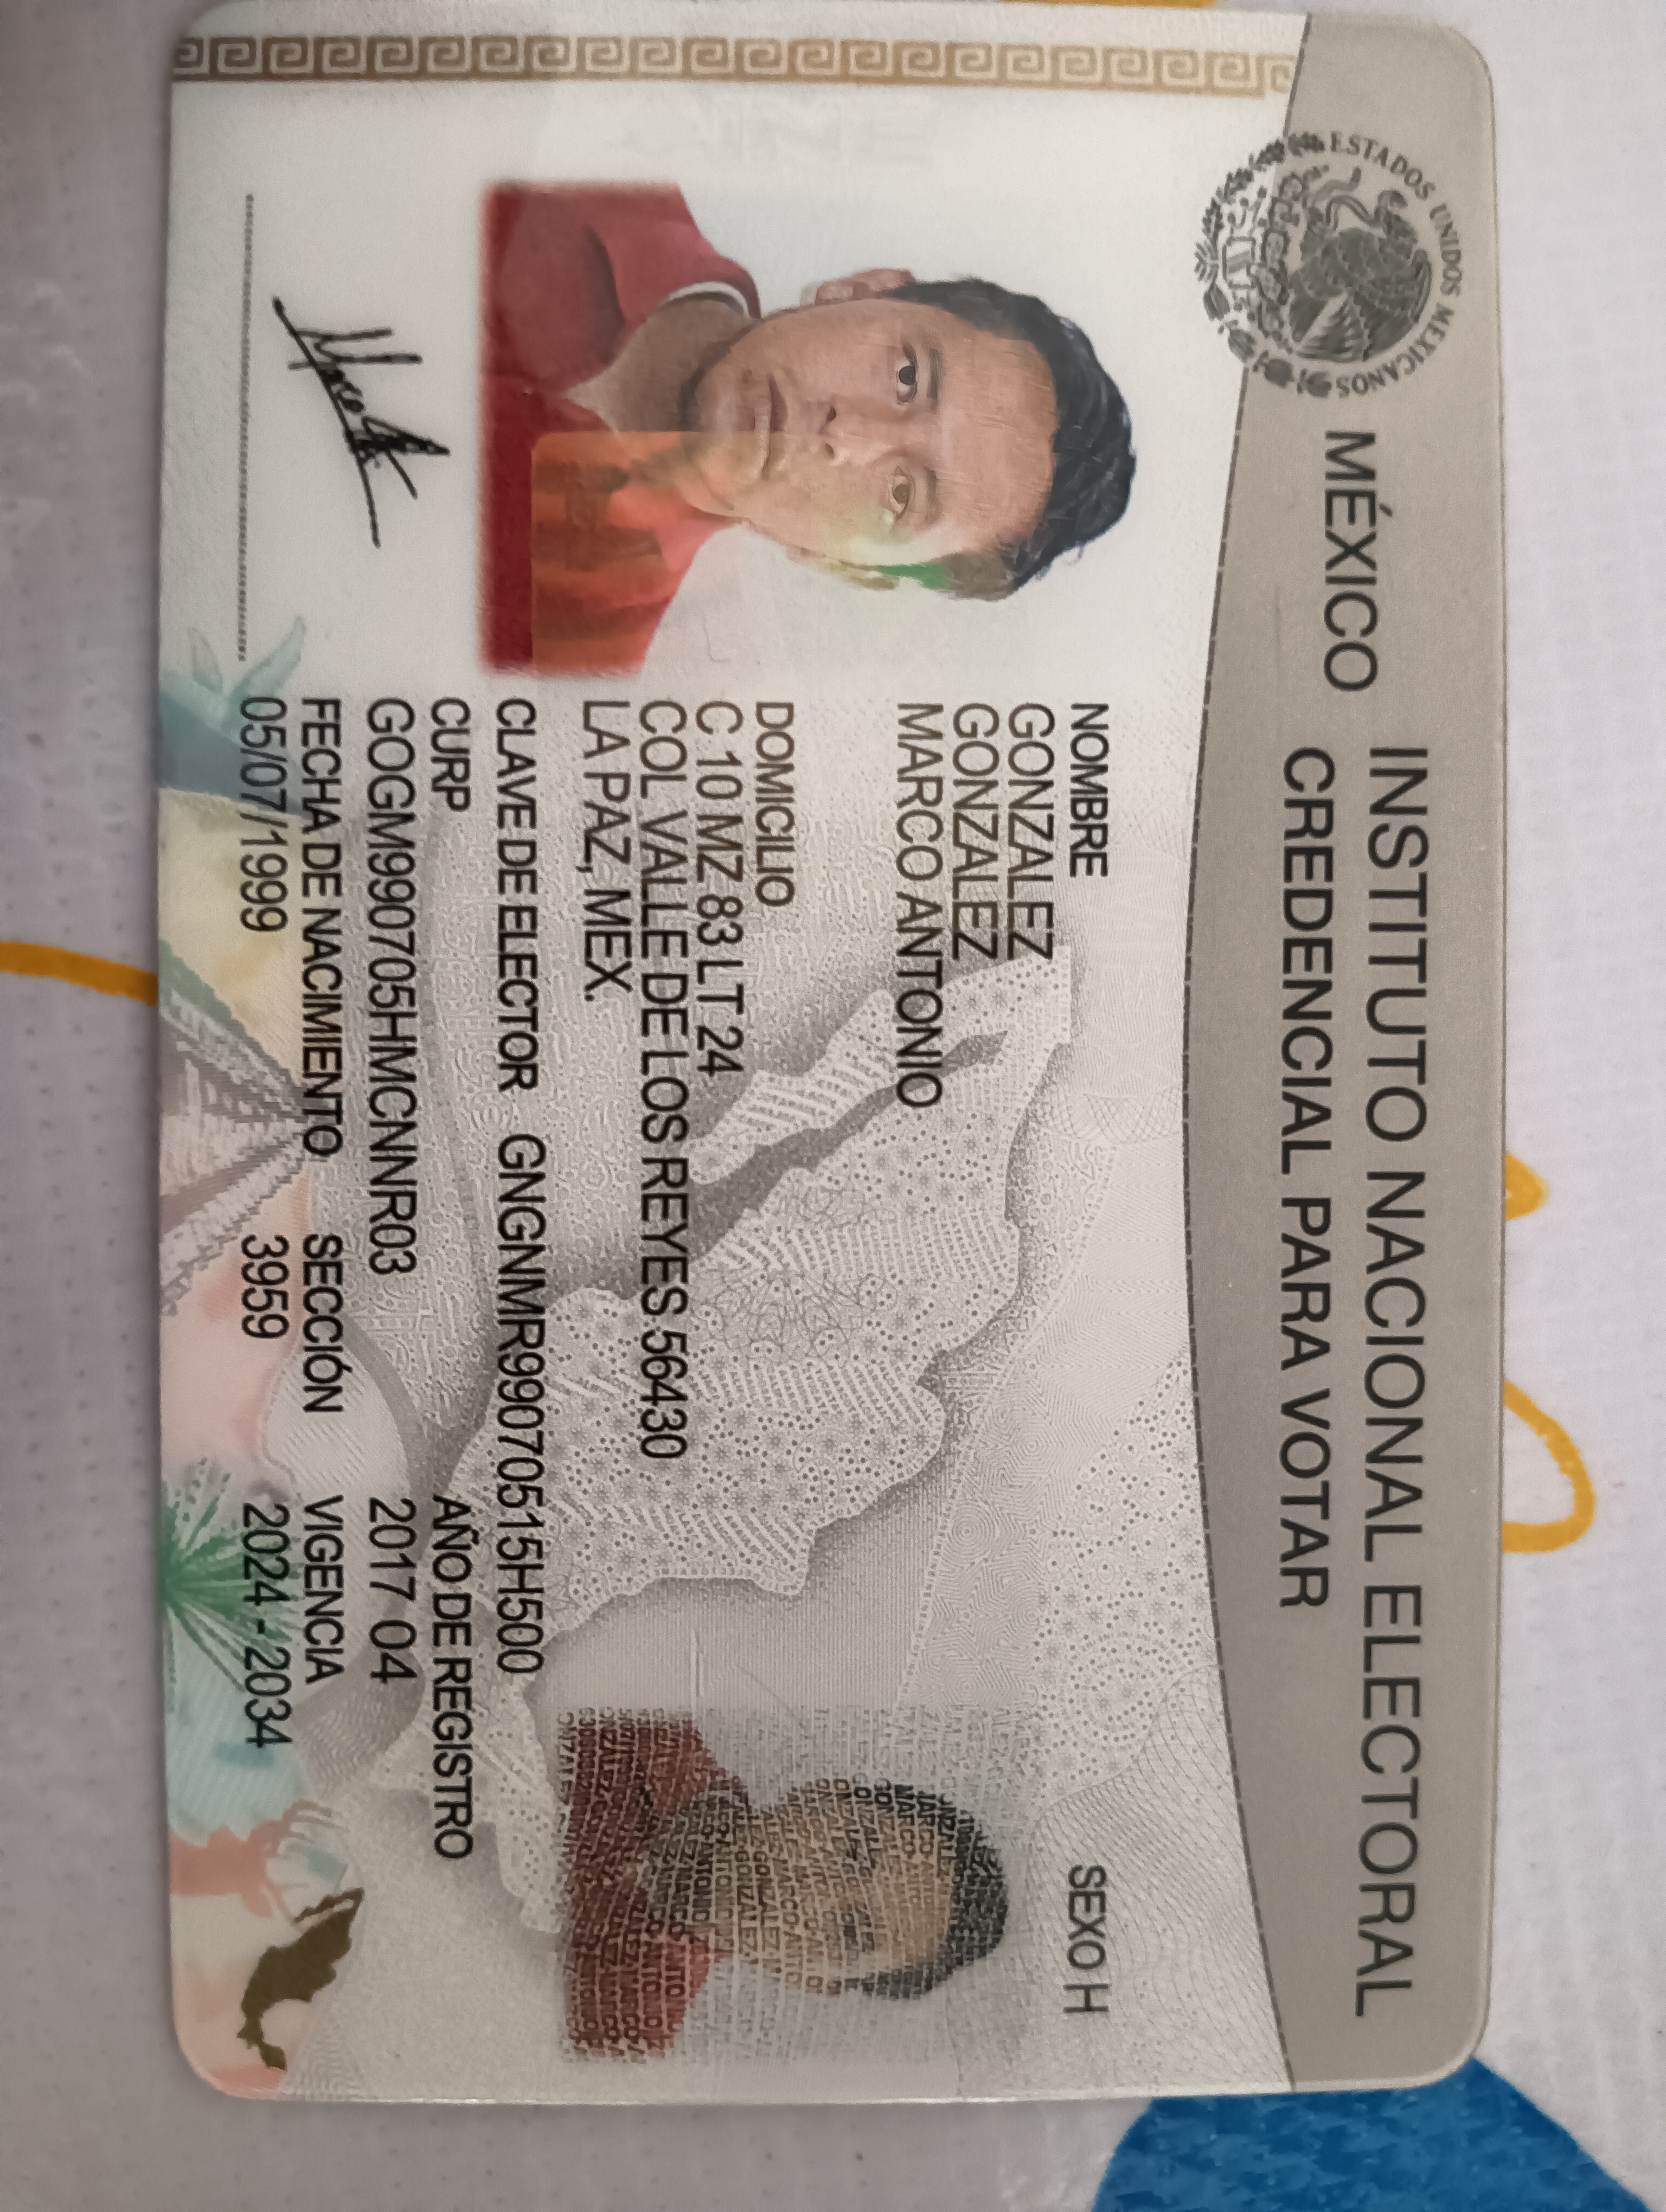 ESTADOS UNIDOS MEXICANOS
MÉXICO INSTITUTO NACIONAL ELECTORAL
CREDENCIAL PARA VOTAR
NOMBRE
SEXO H
GONZALEZ
GONZALEZ
MARCO ANTONIO
DOMICILIO
C 10 MZ 83 LT 24
COL VALLE DE LOS REYES 56430
LA PAZ, MEX.
CLAVE DE ELECTOR GNGNMR99070515H500
CURP AÑO DE REGISTRO
GOGM990705HMCNNR03 2017 04
FECHA DE NACIMIENTO SECCIÓN VIGENCIA
05/07/1999 3959 2024 - 2034